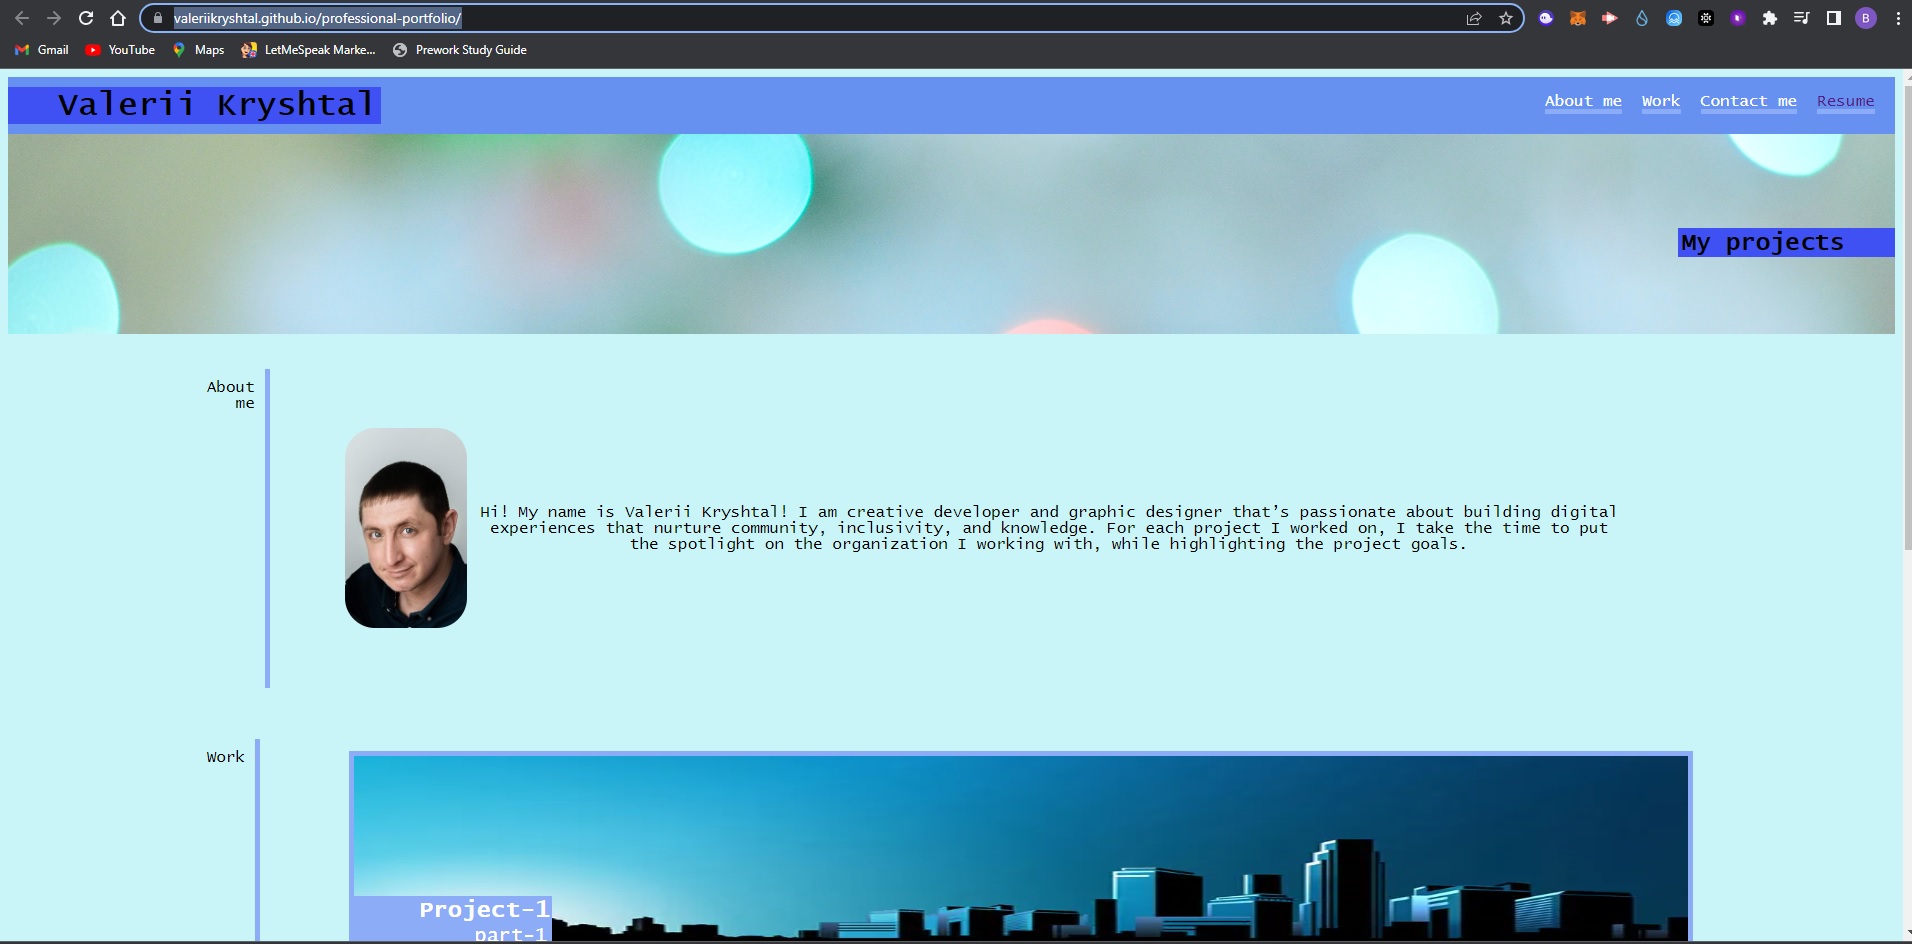 valeriikryshtal.github.io/professional-portfolio/
B
Gmail YouTube Maps LetMeSpeak Marke... Prework Study Guide
Valerii Kryshtal
About me Work Contact me Resume
My projects
About
me
Hi! My name is Valerii Kryshtal! I am creative developer and graphic designer that’s passionate about building digital
experiences that nurture community, inclusivity, and knowledge. For each project I worked on, I take the time to put
the spotlight on the organization I working with, while highlighting the project goals.
Work
Project-1
part-1